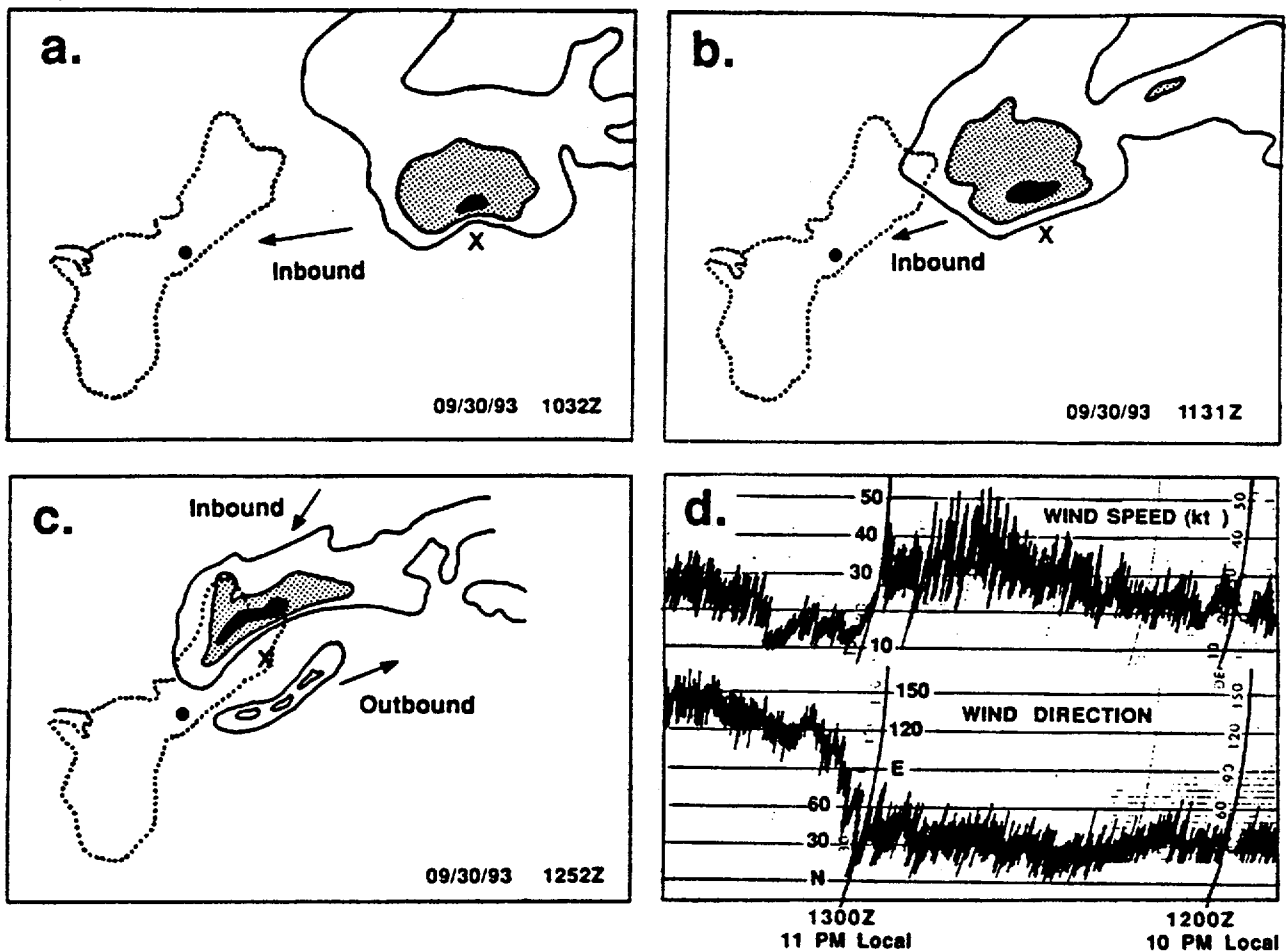 a.
Inbound
X
09/30/93 1032Z
b.
Inbound
X
09/30/93 1131Z
c.
Inbound
X
Outbound
09/30/93 1252Z
d.
50
WIND SPEED (kt )
50
40
40
30
10
10
150
150
WIND DIRECTION
120
120
E
90
60
60
30
N
1300Z
1200Z
11 PM Local
10 PM Local